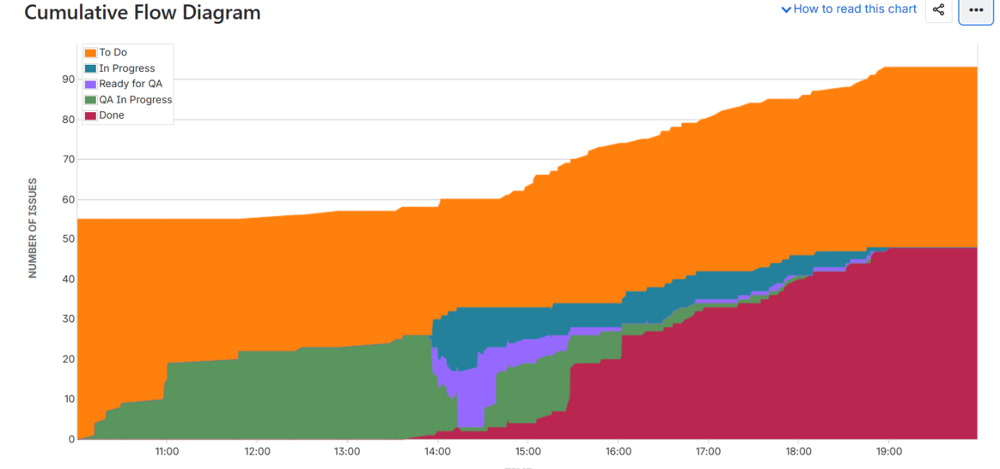 Cumulative Flow Diagram
How to read this chart
To Do
In Progress
Ready for QA
QA In Progress
Done
NUMBER OF ISSUES
90
80
70
60
50
40
30
20
10
0
11:00
12:00
13:00
14:00
15:00
16:00
17:00
18:00
19:00